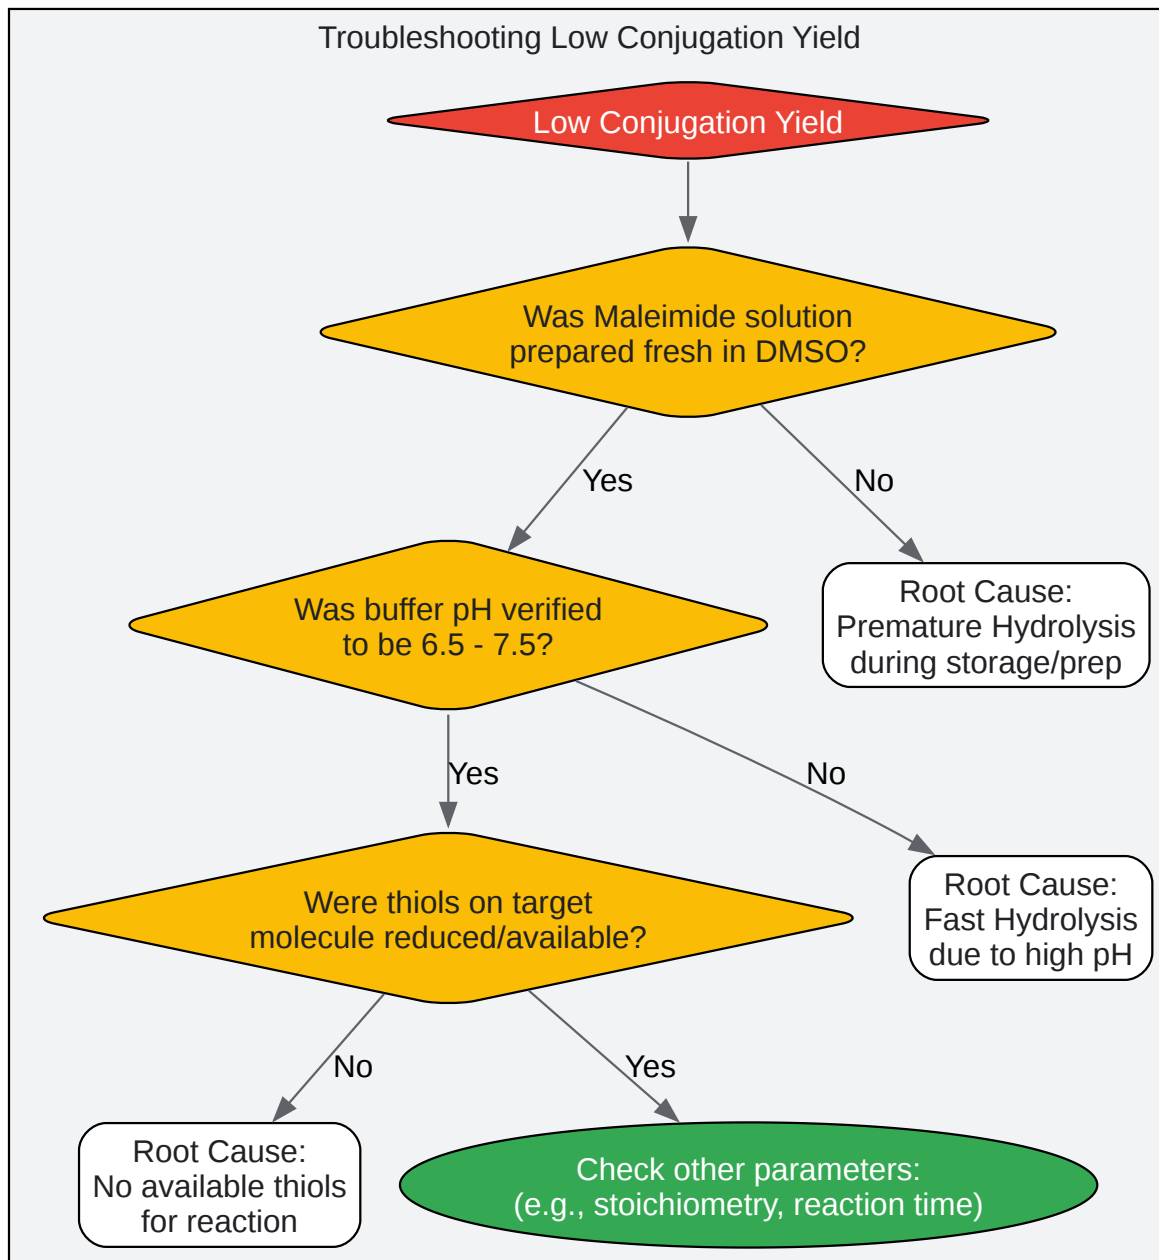 Troubleshooting Low Conjugation Yield
Low Conjugation Yield
Was Maleimide solution
prepared fresh in DMSO?
Yes
No
Was buffer pH verified
to be 6.5 - 7.5?
Root Cause:
Premature Hydrolysis
during storage/prep
Yes
No
Were thiols on target
molecule reduced/available?
Root Cause:
Fast Hydrolysis
due to high pH
No
Yes
Root Cause:
No available thiols
for reaction
Check other parameters:
(e.g., stoichiometry, reaction time)